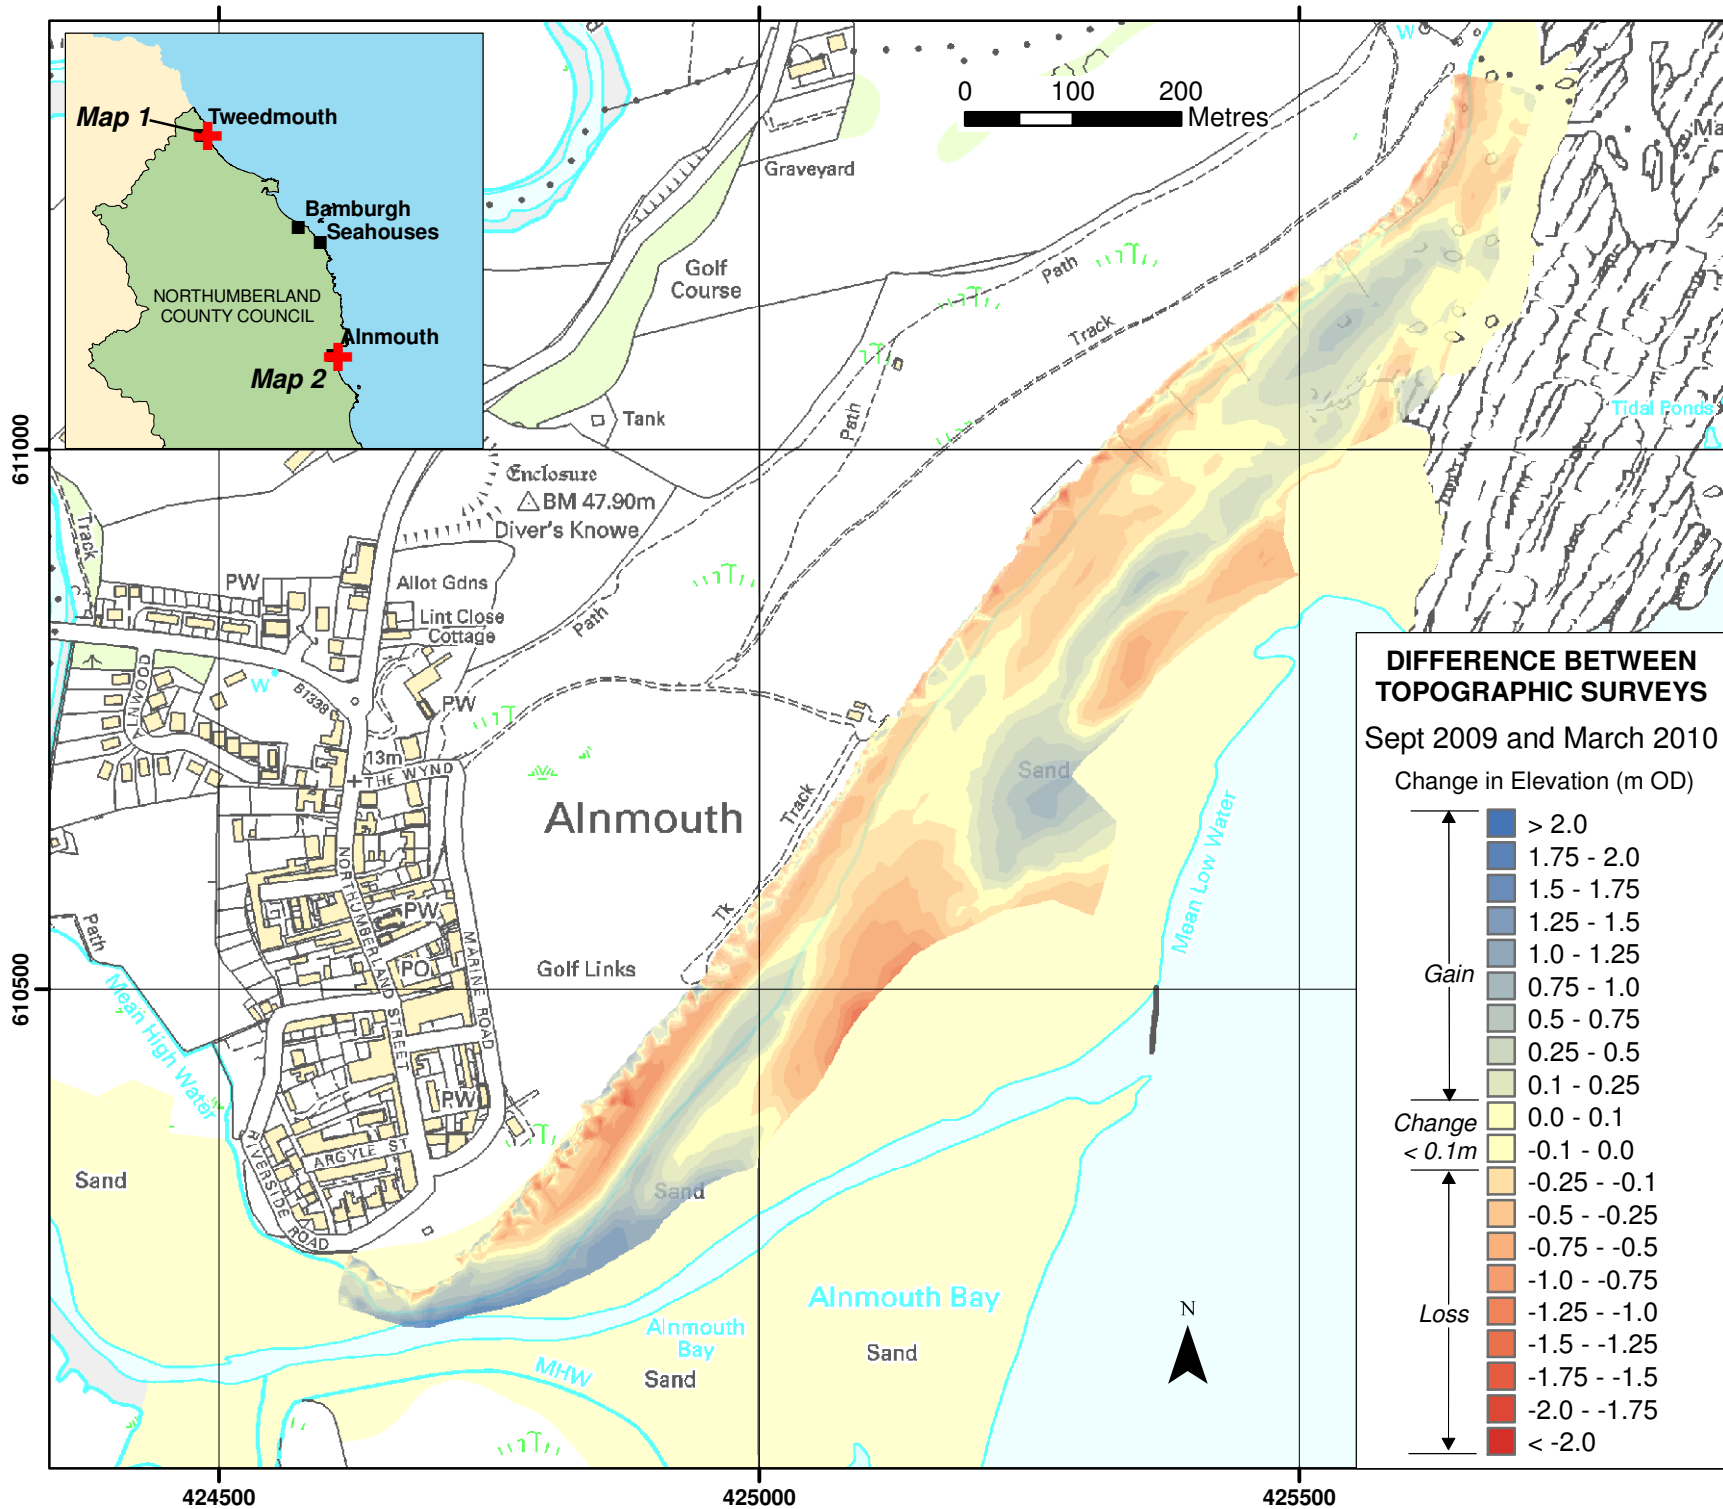 Map 1
Tweedmouth
Bamburgh
Seahouses
NORTHUMBERLAND
COUNTY COUNCIL
Alnmouth
Map 2
0 100 200
Metres
W
Graveyard
Golf
Course
Path
Track
Path
Tank
Tidal Ponds
Enclosure
BM 47.90m
Diver's Knowe
Track
PW
Allot Gdns
Lint Close
Cottage
Path
LNWOOD
W
B1338
PW
13m
THE WYND
Alnmouth
Track
Sand
Mean Low Water
NORTHUMBERLAND STREET
PW
Path
PO
MARINE ROAD
Tk
Golf Links
Mean High Water
PW
ARGYLE ST
RIVERSIDE ROAD
Sand
Sand
Alnmouth Bay
Alnmouth
Bay
Sand
Sand
MHW
N
611000
610500
424500
425000
425500
DIFFERENCE BETWEEN
TOPOGRAPHIC SURVEYS
Sept 2009 and March 2010
Change in Elevation (m OD)
> 2.0
1.75 - 2.0
1.5 - 1.75
1.25 - 1.5
1.0 - 1.25
0.75 - 1.0
0.5 - 0.75
0.25 - 0.5
0.1 - 0.25
0.0 - 0.1
-0.1 - 0.0
-0.25 - -0.1
-0.5 - -0.25
-0.75 - -0.5
-1.0 - -0.75
-1.25 - -1.0
-1.5 - -1.25
-1.75 - -1.5
-2.0 - -1.75
< -2.0
Gain
Change
< 0.1m
Loss